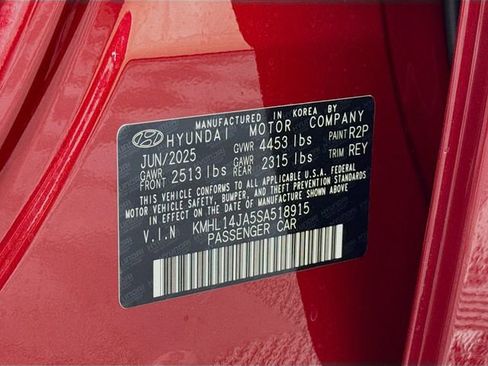 MANUFACTURED IN KOREA BY
HYUNDAI MOTOR COMPANY
JUN/2025 GVWR 4453 lbs PAINT R2P
GAWR FRONT 2513 lbs GAWR REAR 2315 lbs TRIM REY
THIS VEHICLE CONFORMS TO ALL APPLICABLE U.S.A. FEDERAL
MOTOR VEHICLE SAFETY, BUMPER, AND THEFT PREVENTION STANDARDS
IN EFFECT ON THE DATE OF MANUFACTURE SHOWN ABOVE.
V.I.N KMHL14JA5SA518915
PASSENGER CAR